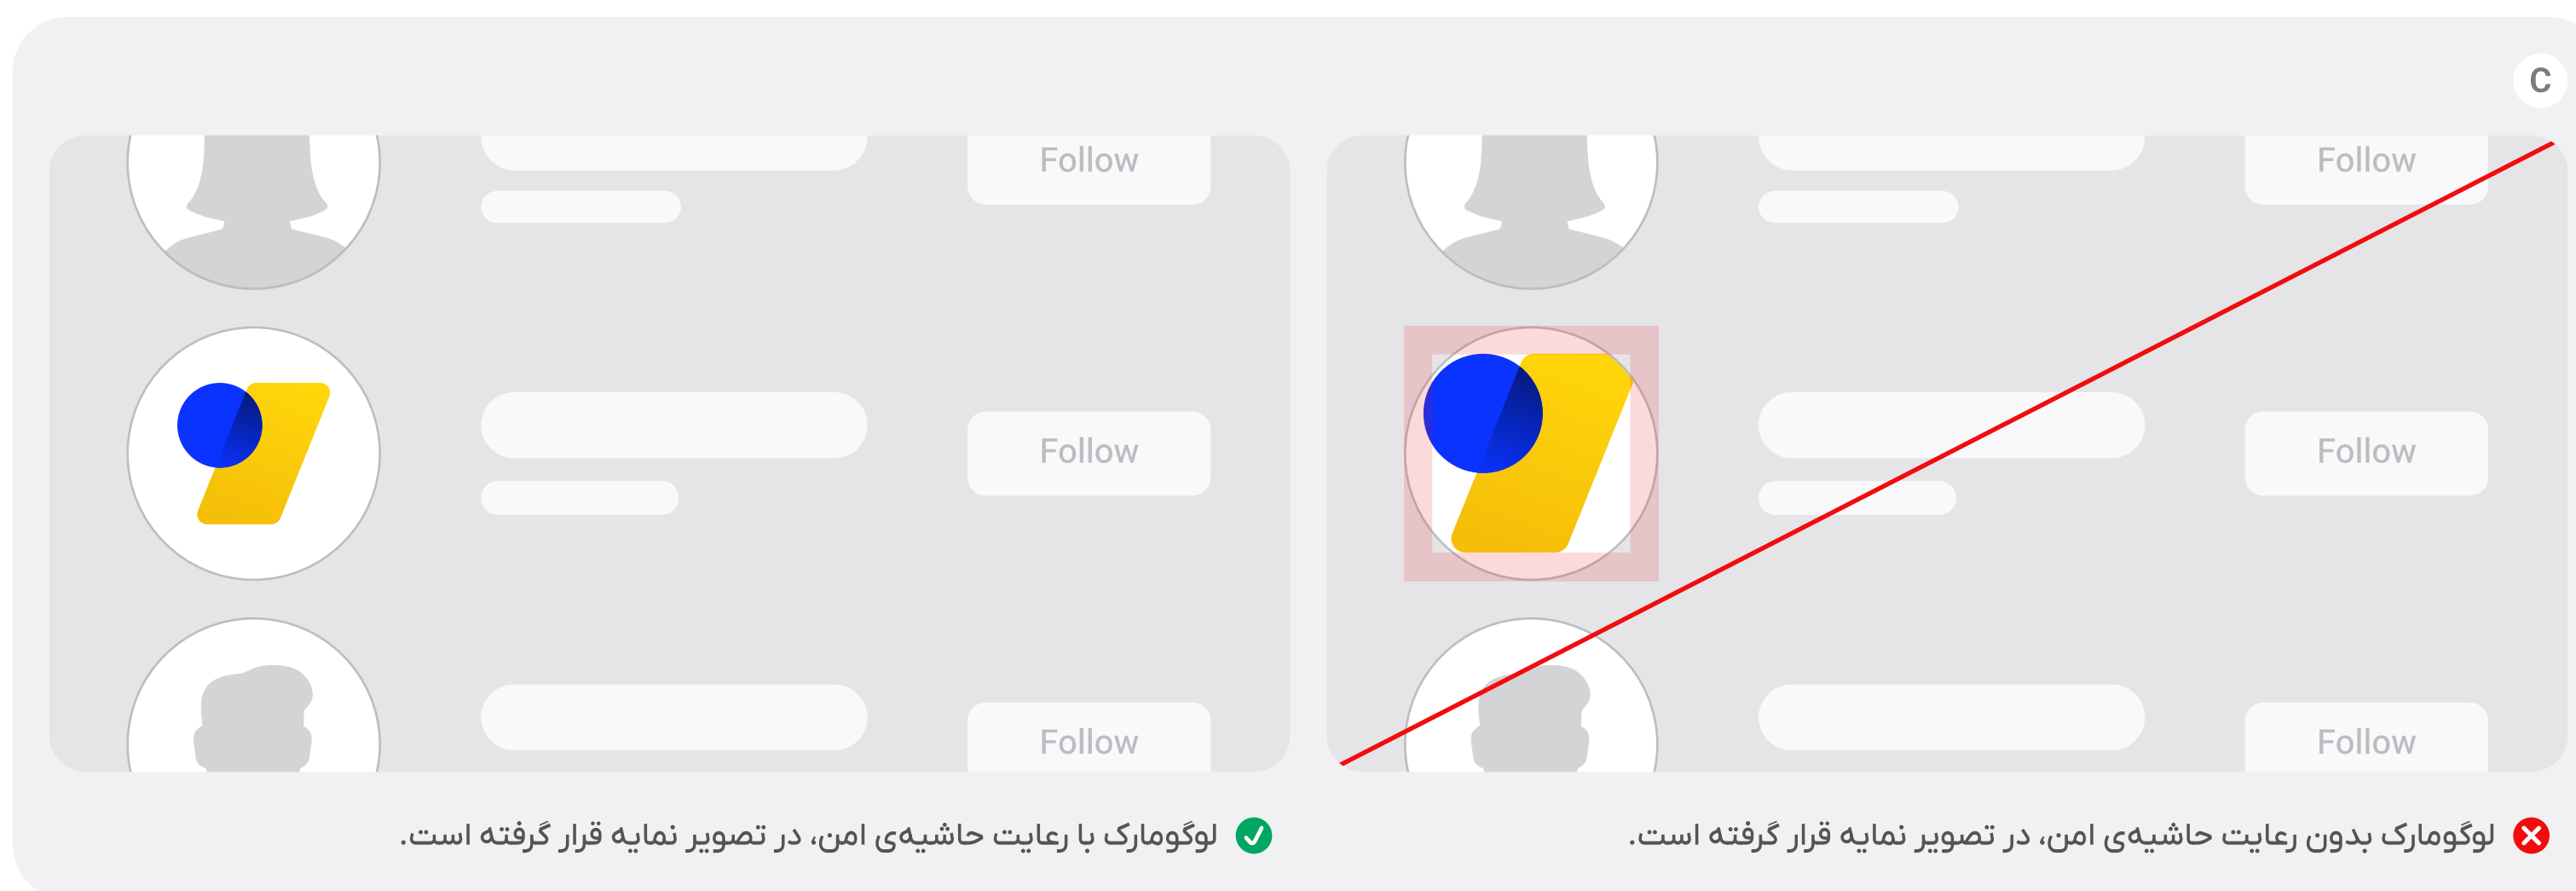 C
Follow
Follow
Follow
Follow
Follow
Follow
لوگومارک بدون رعایت حاشیه‌ی امن، در تصویر نمایه قرار گرفته است.
لوگومارک با رعایت حاشیه‌ی امن، در تصویر نمایه قرار گرفته است.